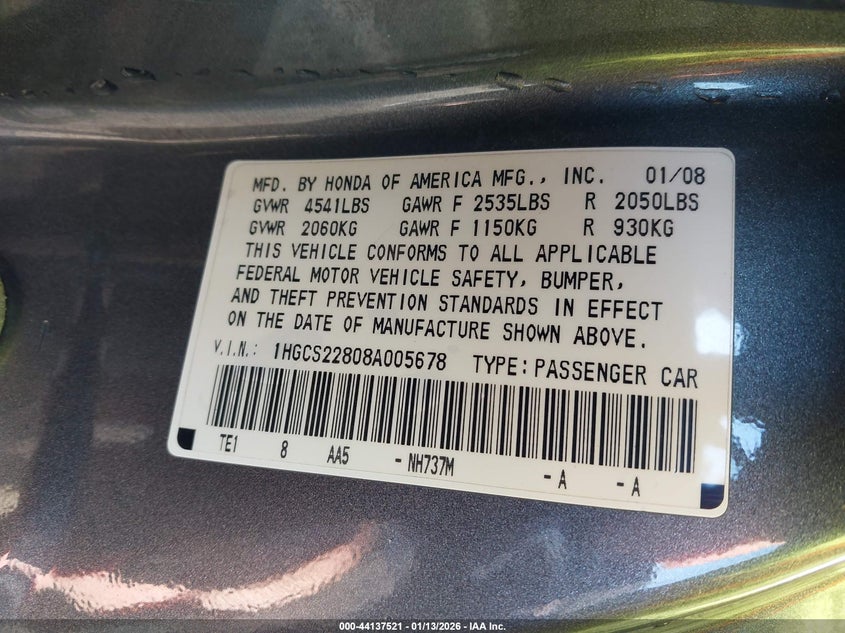 MFD. BY HONDA OF AMERICA MFG., INC. 01/08
GVWR 4541LBS GAWR F 2535LBS R 2050LBS
GVWR 2060KG GAWR F 1150KG R 930KG
THIS VEHICLE CONFORMS TO ALL APPLICABLE
FEDERAL MOTOR VEHICLE SAFETY, BUMPER,
AND THEFT PREVENTION STANDARDS IN EFFECT
ON THE DATE OF MANUFACTURE SHOWN ABOVE.
V.I.N.: 1HGCS22808A005678 TYPE: PASSENGER CAR
TE1 8 AA5 - NH737M - A - A
000-44137521 - 01/13/2026 - IAA Inc.